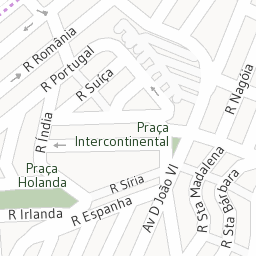 R România
R Portugal
R Suíça
R Nagóia
R Índia
Praça
Intercontinental
Praça
Holanda
R Síria
R Irlanda
R Espanha
Av D João VI
R Sta Madalena
R Sta Bárbara